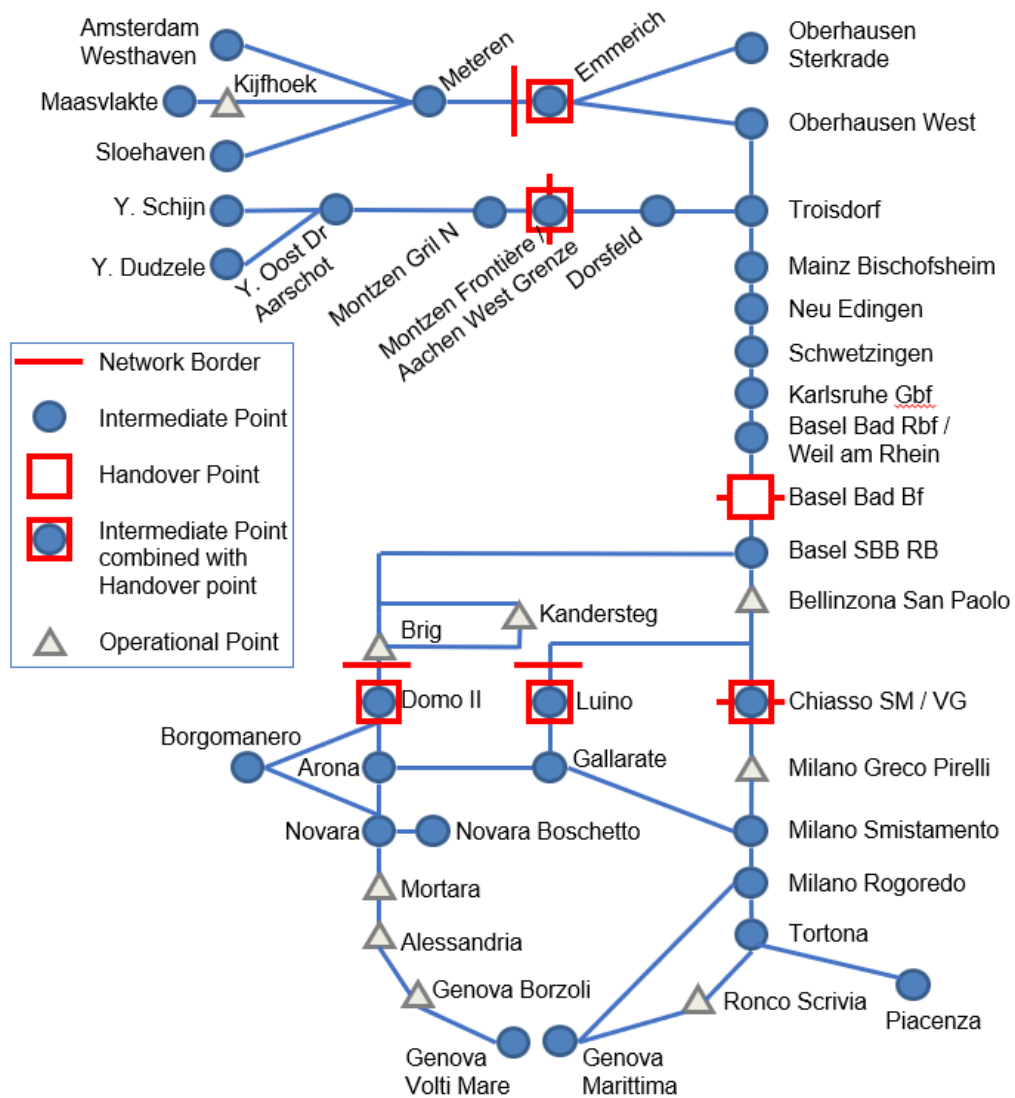 Amsterdam
Westhaven
Kijfhoek
Maasvlakte
Sloehaven
Meteren
Emmerich
Oberhausen
Sterkrade
Oberhausen West
Y. Schijn
Y. Dudzele
Y. Oost Dr
Aarschot
Montzen Gril N
Montzen Frontière /
Aachen West Grenze
Dorsfeld
Troisdorf
Mainz Bischofsheim
Neu Edingen
Schwetzingen
Karlsruhe Gbf
Basel Bad Rbf /
Weil am Rhein
Basel Bad Bf
Basel SBB RB
Bellinzona San Paolo
Network Border
Intermediate Point
Handover Point
Intermediate Point
combined with
Handover point
Operational Point
Kandersteg
Brig
Domo II
Luino
Chiasso SM / VG
Borgomanero
Arona
Gallarate
Milano Greco Pirelli
Novara
Novara Boschetto
Milano Smistamento
Mortara
Milano Rogoredo
Alessandria
Tortona
Genova Borzoli
Ronco Scrivia
Piacenza
Genova
Volti Mare
Genova
Marittima